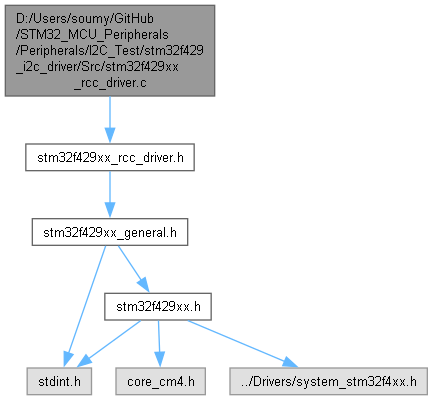 D:/Users/soumy/GitHub
/STM32_MCU_Peripherals
/Peripherals/I2C_Test/stm32f429
_i2c_driver/Src/stm32f429xx
_rcc_driver.c
stm32f429xx_rcc_driver.h
stm32f429xx_general.h
stm32f429xx.h
stdint.h
core_cm4.h
../Drivers/system_stm32f4xx.h